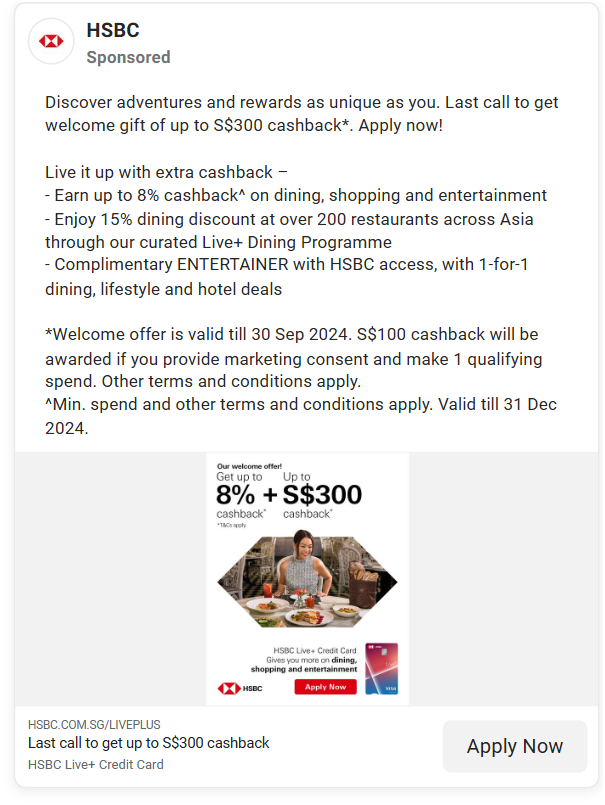 HSBC
Sponsored
Discover adventures and rewards as unique as you. Last call to get
welcome gift of up to S$300 cashback*. Apply now!
Live it up with extra cashback –
- Earn up to 8% cashback^ on dining, shopping and entertainment
- Enjoy 15% dining discount at over 200 restaurants across Asia
through our curated Live+ Dining Programme
- Complimentary ENTERTAINER with HSBC access, with 1-for-1
dining, lifestyle and hotel deals
*Welcome offer is valid till 30 Sep 2024. S$100 cashback will be
awarded if you provide marketing consent and make 1 qualifying
spend. Other terms and conditions apply.
^Min. spend and other terms and conditions apply. Valid till 31 Dec
2024.
Our welcome offer!
Get up to Up to
8% + S$300
cashback* cashback*
*T&Cs apply
HSBC Live+ Credit Card
Gives you more on dining,
shopping and entertainment
HSBC
Apply Now
VISA
HSBC.COM.SG/LIVEPLUS
Last call to get up to S$300 cashback
HSBC Live+ Credit Card
Apply Now